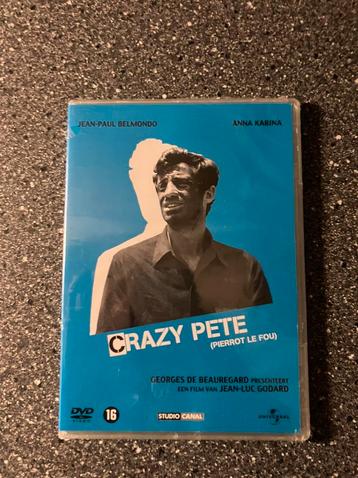 JEAN-PAUL BELMONDO ANNA KARINA
CRAZY PETE
(PIERROT LE FOU)
GEORGES DE BEAUREGARD PRESENTEERT
EEN FILM VAN JEAN-LUC GODARD
DVD
VIDEO
16
STUDIO CANAL
UNIVERSAL